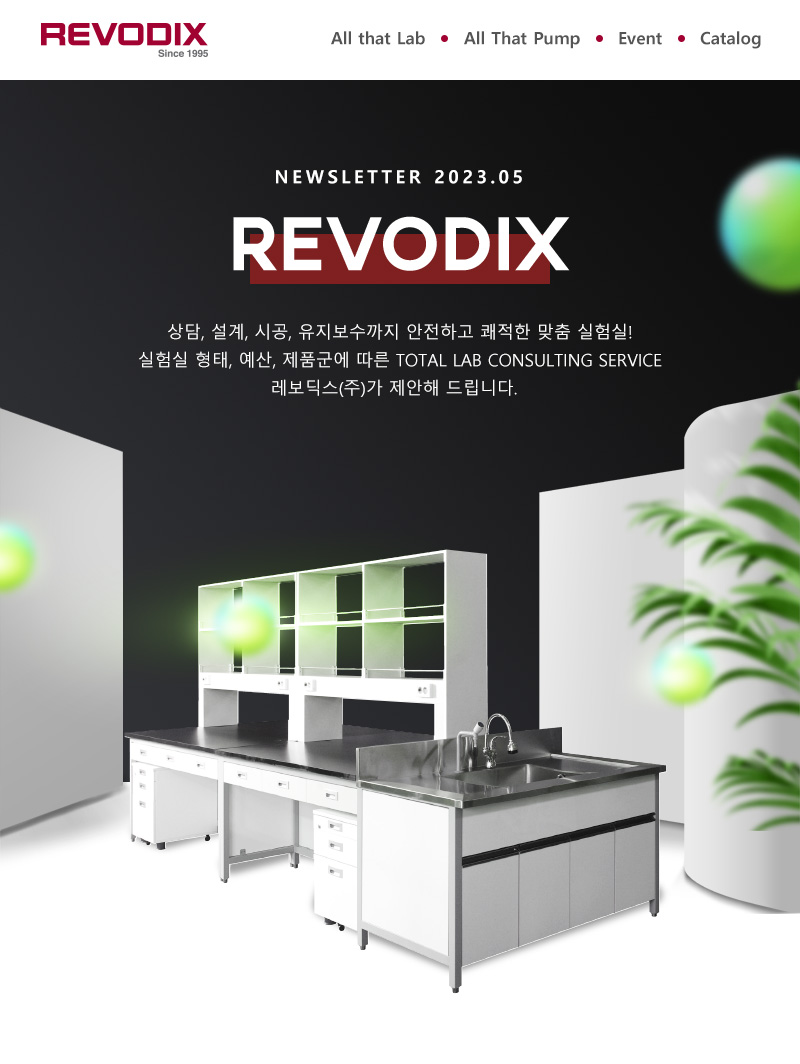 REVODIX
Since 1995
All that Lab • All That Pump • Event • Catalog
NEWSLETTER 2023.05
REVODIX
상담, 설계, 시공, 유지보수까지 안전하고 쾌적한 맞춤 실험실!
실험실 형태, 예산, 제품군에 따른 TOTAL LAB CONSULTING SERVICE
레보딕스(주)가 제안해 드립니다.